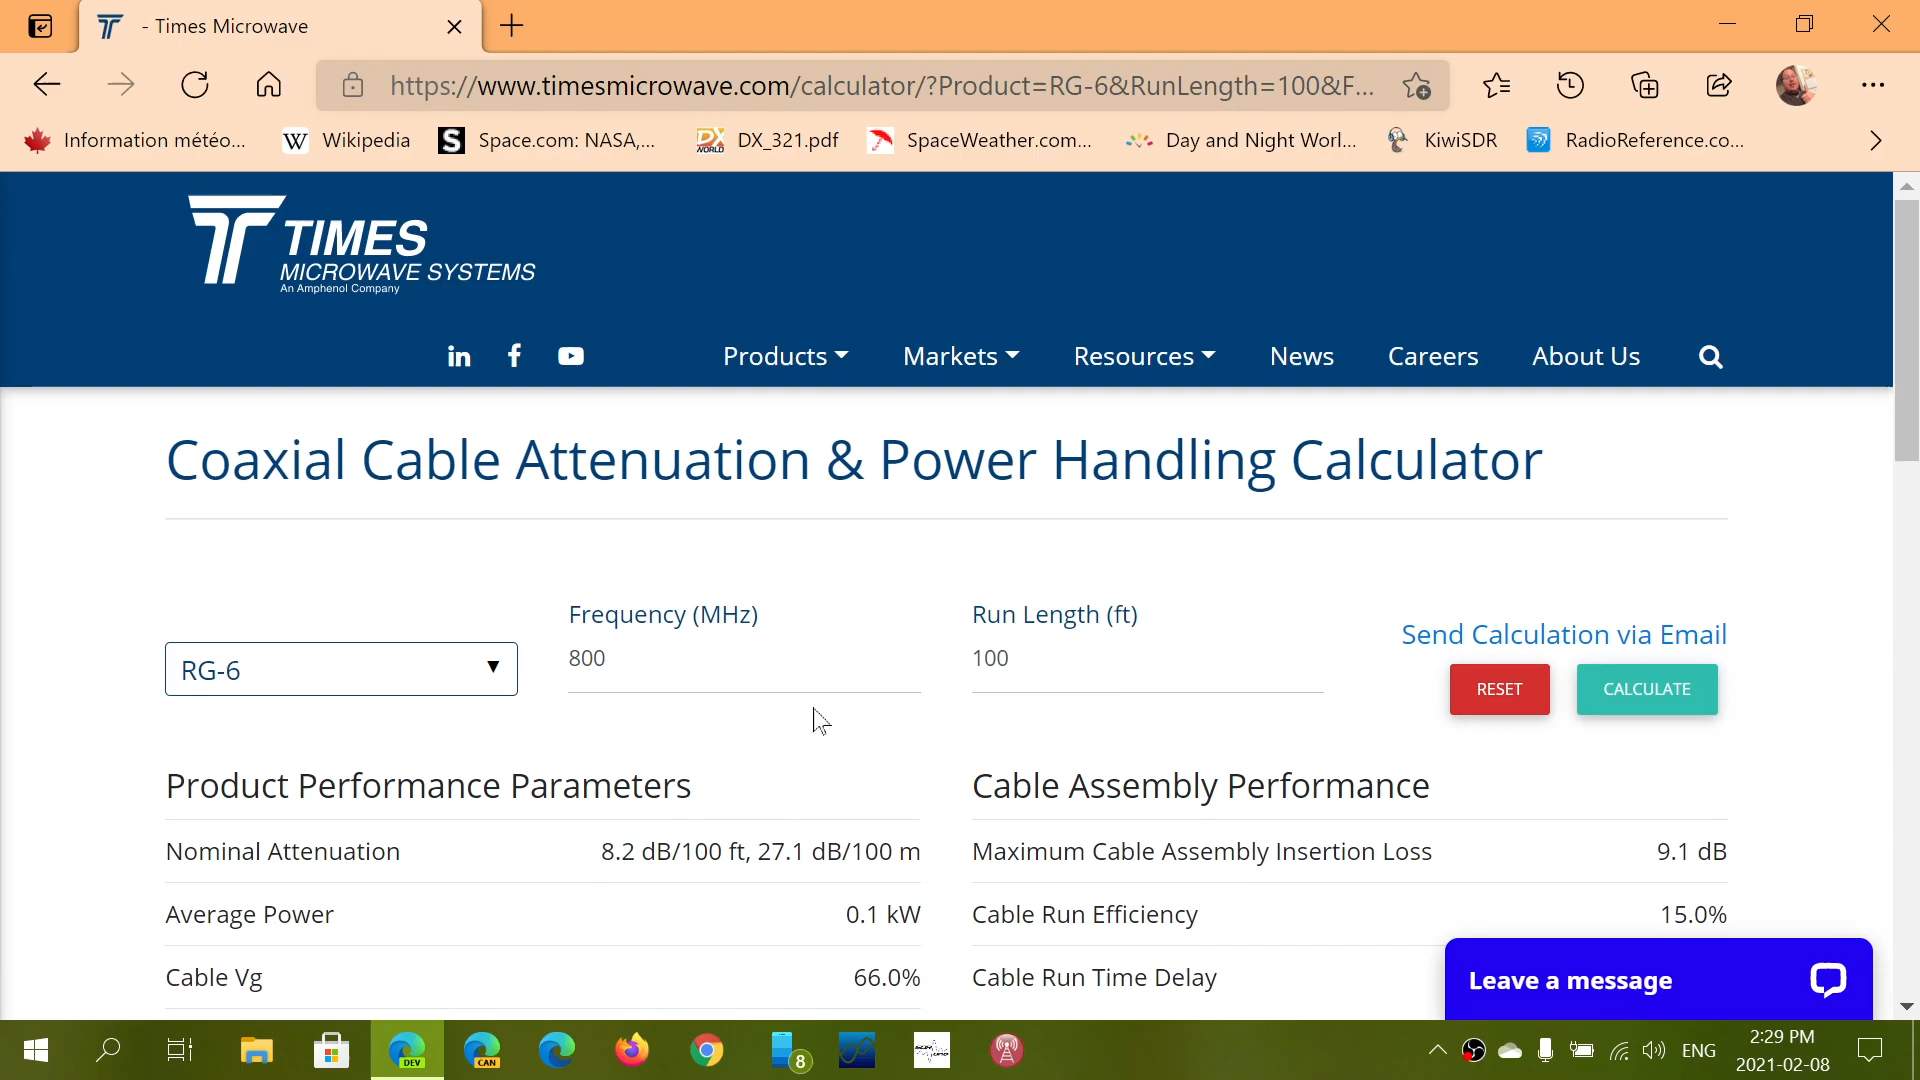 - Times Microwave
https://www.timesmicrowave.com/calculator/?Product=RG-6&RunLength=100&F...
Information météo... Wikipedia Space.com: NASA,... DX_321.pdf SpaceWeather.com... Day and Night Worl... KiwiSDR RadioReference.co...
TIMES
MICROWAVE SYSTEMS
An Amphenol Company
Products Markets Resources News Careers About Us
Coaxial Cable Attenuation & Power Handling Calculator
Frequency (MHz) Run Length (ft)
Send Calculation via Email
RG-6 800 100
RESET CALCULATE
Product Performance Parameters Cable Assembly Performance
Nominal Attenuation 8.2 dB/100 ft, 27.1 dB/100 m Maximum Cable Assembly Insertion Loss 9.1 dB
Average Power 0.1 kW Cable Run Efficiency 15.0%
Cable Vg 66.0% Cable Run Time Delay
Leave a message
DEV CAN 8 ENG 2:29 PM
2021-02-08